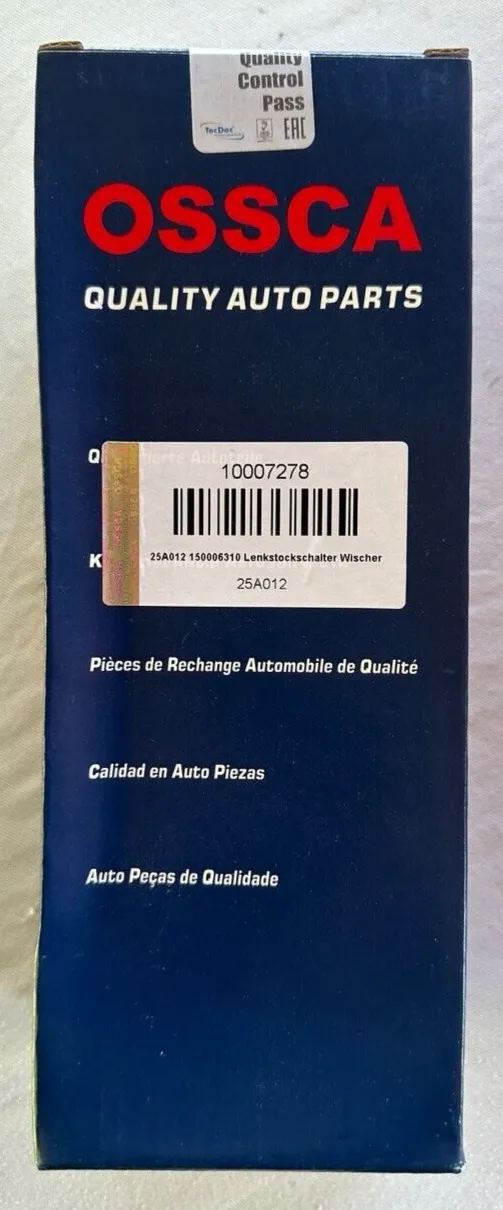 Quality
Control
Pass
TecDoc
EAC
OSSCA
QUALITY AUTO PARTS
Autoteile
10007278
25A012 150006310 Lenkstockschalter Wischer
25A012
Pièces de Rechange Automobile de Qualité
Calidad en Auto Piezas
Auto Peças de Qualidade